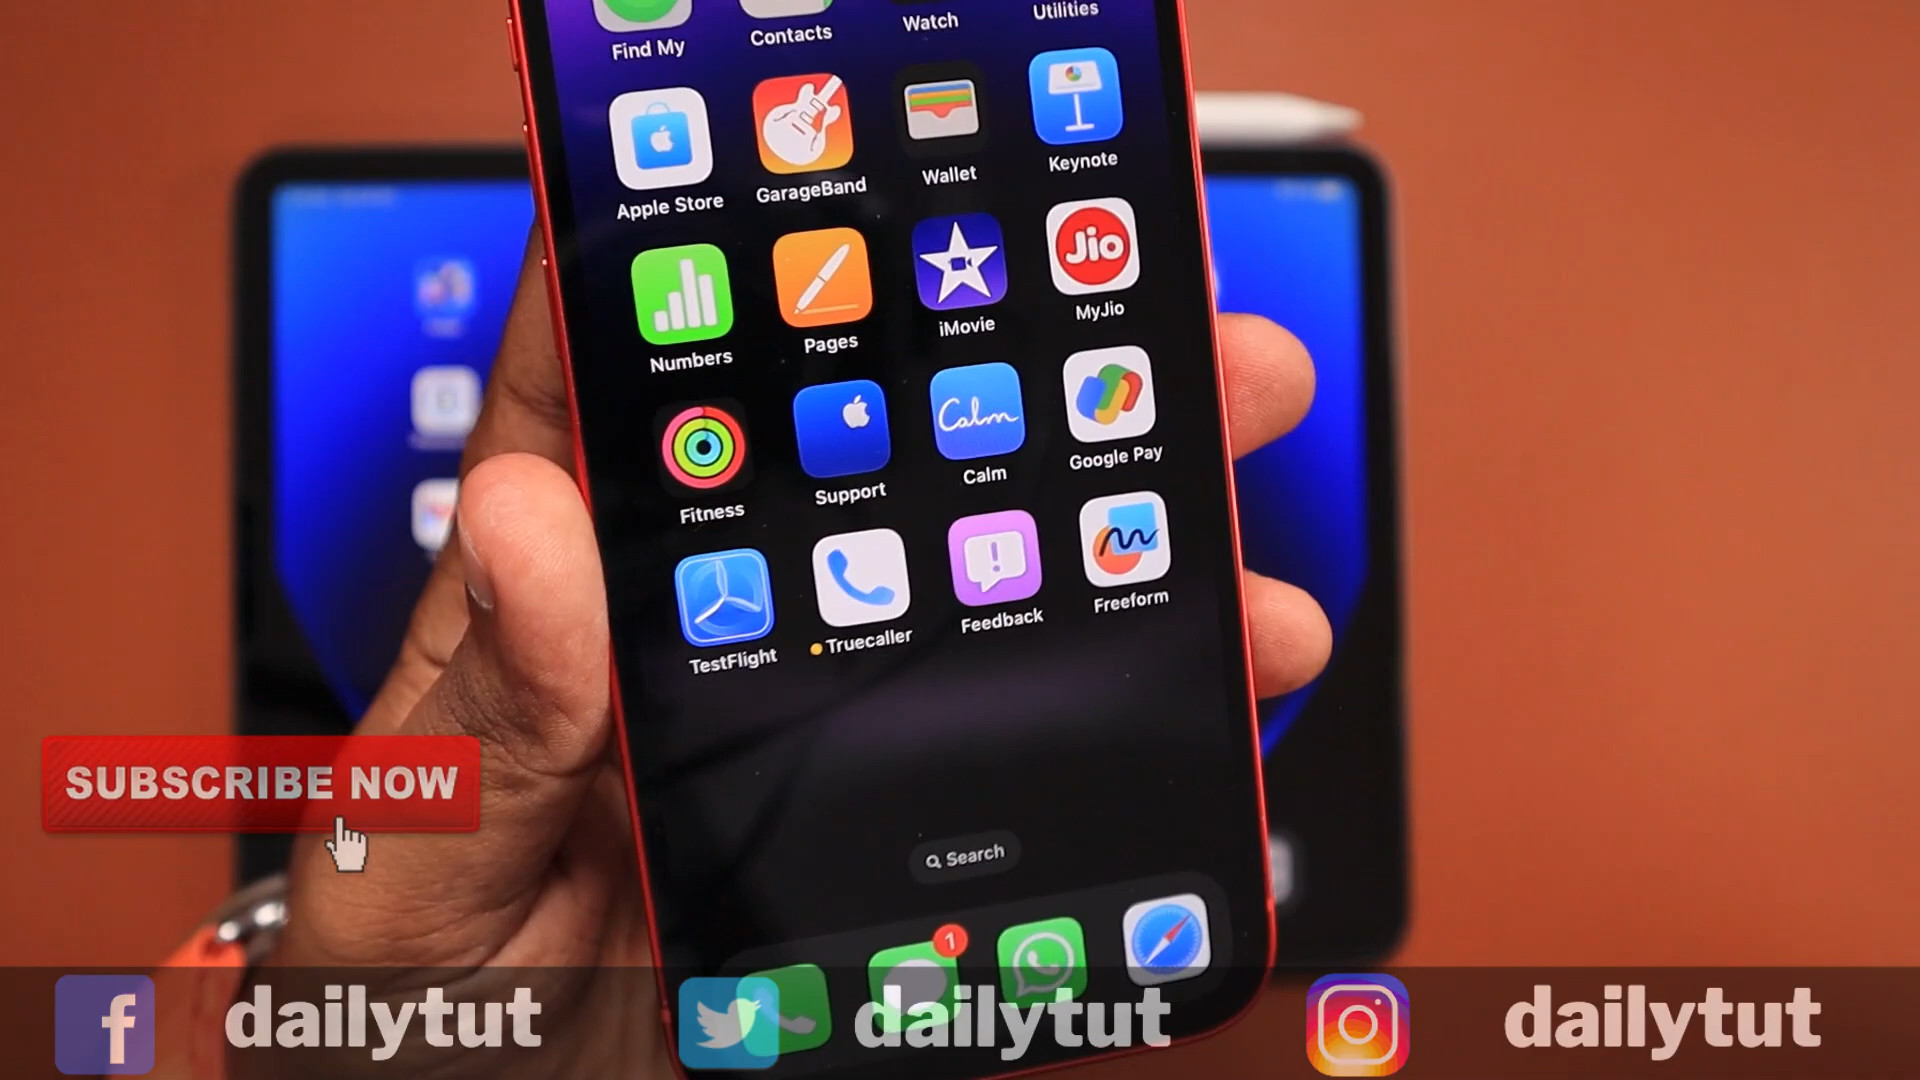 Find My
Contacts
Watch
Utilities
Apple Store
GarageBand
Wallet
Keynote
Jio
Numbers
Pages
iMovie
MyJio
Calm
Fitness
Support
Calm
Google Pay
TestFlight
Truecaller
Feedback
Freeform
SUBSCRIBE NOW
Search
1
f dailytut
dailytut
dailytut